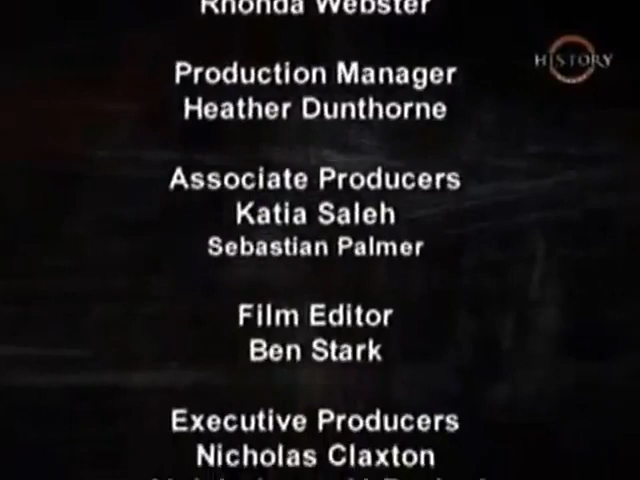 Rhonda Webster
HISTORY
Production Manager
Heather Dunthorne
Associate Producers
Katia Saleh
Sebastian Palmer
Film Editor
Ben Stark
Executive Producers
Nicholas Claxton